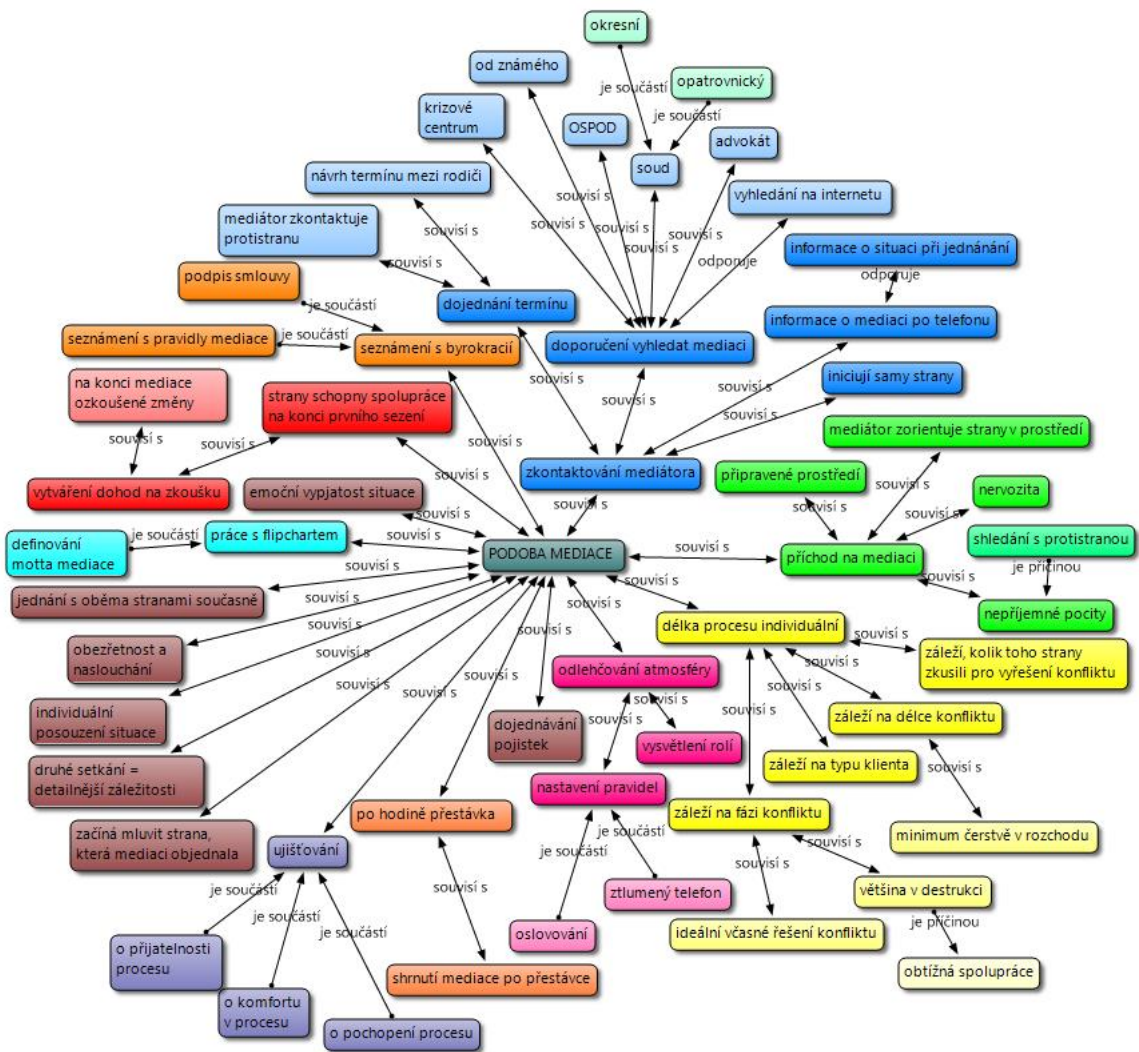 okresní
od známého
je součástí
opatrovnický
krizové
centrum
je součástí
OSPOD
advokát
soud
návrh termínu mezi rodiči
vyhledání na internetu
souvisí s
souvisí s
mediátor zkontaktuje
protistranu
souvisí s
souvisí s
souvisí s
souvisí s
informace o situaci při jednánání
souvisí s
odporuje
odporuje
podpis smlouvy
je součástí
dojednání termínu
informace o mediaci po telefonu
seznámení s pravidly mediace
je součástí
seznámení s byrokracií
doporučení vyhledat mediaci
na konci mediace
ozkoušené změny
strany schopny spolupráce
na konci prvního sezení
souvisí s
souvisí s
souvisí s
iniciují samy strany
souvisí s
souvisí s
souvisí s
souvisí s
mediátor zorientuje strany v prostředí
vytváření dohod na zkoušku
souvisí s
emoční vypjatost situace
zkontaktování mediátora
připravené prostředí
souvisí s
nervozita
souvisí s
souvisí s
souvisí s
souvisí s
definování
motta mediace
je součástí
práce s flipchartem
souvisí s
PODOBA MEDIACE
souvisí s
příchod na mediaci
shledání s protistranou
je příčinou
jednání s oběma stranami současně
souvisí s
souvisí s
souvisí s
souvisí s
nepříjemné pocity
obezřetnost a
naslouchání
souvisí s
souvisí s
souvisí s
délka procesu individuální
souvisí s
záleží, kolik toho strany
zkusili pro vyřešení konfliktu
souvisí s
odlehčování atmosféry
souvisí s
souvisí s
individuální
posouzení situace
souvisí s
souvisí s
dojednávání
pojistek
souvisí s
souvisí s
souvisí s
záleží na délce konfliktu
vysvětlení rolí
záleží na typu klienta
druhé setkání =
detailnější záležitosti
nastavení pravidel
souvisí s
po hodině přestávka
záleží na fázi konfliktu
minimum čerstvě v rozchodu
začíná mluvit strana,
která mediaci objednala
ujišťování
je součástí
je součástí
souvisí s
souvisí s
souvisí s
je součástí
ztlumený telefon
většina v destrukci
je součástí
je součástí
oslovování
ideální včasné řešení konfliktu
je příčinou
o přijatelnosti
procesu
shrnutí mediace po přestávce
obtížná spolupráce
o komfortu
v procesu
o pochopení procesu